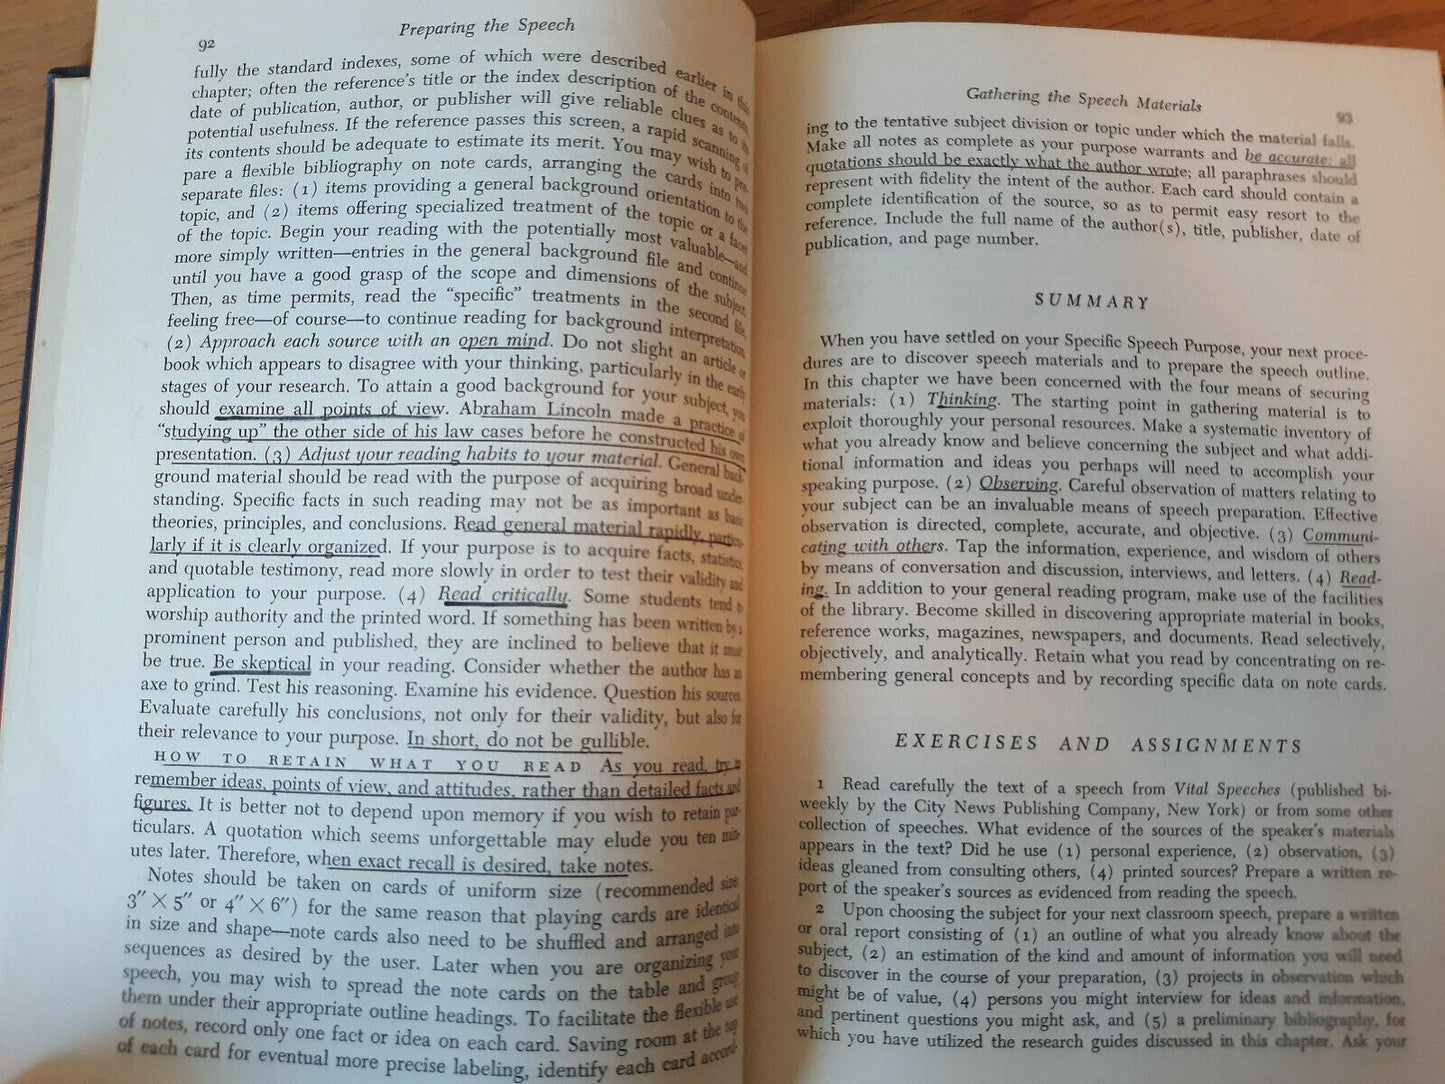 92
Preparing the Speech
fully the standard indexes, some of which were described earlier in this
chapter; often the reference's title or the index description of the contents,
date of publication, author, or publisher will give reliable clues as to its
potential usefulness. If the reference passes this screen, a rapid scanning of
its contents should be adequate to estimate its merit. You may wish to pre-
pare a flexible bibliography on note cards, arranging the cards into two
separate files: (1) items providing a general background orientation to the
topic, and (2) items offering specialized treatment of the topic or a facet
of the topic. Begin your reading with the potentially most valuable—and
more simply written—entries in the general background file and continue
until you have a good grasp of the scope and dimensions of the subject.
Then, as time permits, read the "specific" treatments in the second file,
feeling free—of course—to continue reading for background interpretation.
(2) Approach each source with an open mind. Do not slight an article or
book which appears to disagree with your thinking, particularly in the early
stages of your research. To attain a good background for your subject, you
should examine all points of view. Abraham Lincoln made a practice of
"studying up" the other side of his law cases before he constructed his own
presentation. (3) Adjust your reading habits to your material. General back-
ground material should be read with the purpose of acquiring broad under-
standing. Specific facts in such reading may not be as important as basic
theories, principles, and conclusions. Read general material rapidly, particu-
larly if it is clearly organized. If your purpose is to acquire facts, statistics,
and quotable testimony, read more slowly in order to test their validity and
application to your purpose. (4) Read critically. Some students tend to
worship authority and the printed word. If something has been written by a
prominent person and published, they are inclined to believe that it must
be true. Be skeptical in your reading. Consider whether the author has an
axe to grind. Test his reasoning. Examine his evidence. Question his sources.
Evaluate carefully his conclusions, not only for their validity, but also for
their relevance to your purpose. In short, do not be gullible.
HOW TO RETAIN WHAT YOU READ As you read, try to
remember ideas, points of view, and attitudes, rather than detailed facts and
figures. It is better not to depend upon memory if you wish to retain par-
ticulars. A quotation which seems unforgettable may elude you ten min-
utes later. Therefore, when exact recall is desired, take notes.
Notes should be taken on cards of uniform size (recommended size
3″ × 5″ or 4″ × 6″) for the same reason that playing cards are identical
in size and shape—note cards also need to be shuffled and arranged into
sequences as desired by the user. Later when you are organizing your
speech, you may wish to spread the note cards on the table and group
them under their appropriate outline headings. To facilitate the flexible use
of notes, record only one fact or idea on each card. Saving room at the top
of each card for eventual more precise labeling, identify each card accord-
Gathering the Speech Materials
93
ing to the tentative subject division or topic under which the material falls.
Make all notes as complete as your purpose warrants and be accurate: all
quotations should be exactly what the author wrote; all paraphrases should
represent with fidelity the intent of the author. Each card should contain a
complete identification of the source, so as to permit easy resort to the
reference. Include the full name of the author(s), title, publisher, date of
publication, and page number.
SUMMARY
When you have settled on your Specific Speech Purpose, your next proce-
dures are to discover speech materials and to prepare the speech outline.
In this chapter we have been concerned with the four means of securing
materials: (1) Thinking. The starting point in gathering material is to
exploit thoroughly your personal resources. Make a systematic inventory of
what you already know and believe concerning the subject and what addi-
tional information and ideas you perhaps will need to accomplish your
speaking purpose. (2) Observing. Careful observation of matters relating to
your subject can be an invaluable means of speech preparation. Effective
observation is directed, complete, accurate, and objective. (3) Communi-
cating with others. Tap the information, experience, and wisdom of others
by means of conversation and discussion, interviews, and letters. (4) Read-
ing. In addition to your general reading program, make use of the facilities
of the library. Become skilled in discovering appropriate material in books,
reference works, magazines, newspapers, and documents. Read selectively,
objectively, and analytically. Retain what you read by concentrating on re-
membering general concepts and by recording specific data on note cards.
EXERCISES AND ASSIGNMENTS
1 Read carefully the text of a speech from Vital Speeches (published bi-
weekly by the City News Publishing Company, New York) or from some other
collection of speeches. What evidence of the sources of the speaker's materials
appears in the text? Did he use (1) personal experience, (2) observation, (3)
ideas gleaned from consulting others, (4) printed sources? Prepare a written re-
port of the speaker's sources as evidenced from reading the speech.
2 Upon choosing the subject for your next classroom speech, prepare a written
or oral report consisting of (1) an outline of what you already know about the
subject, (2) an estimation of the kind and amount of information you will need
to discover in the course of your preparation, (3) projects in observation which
might be of value, (4) persons you might interview for ideas and information,
and pertinent questions you might ask, and (5) a preliminary bibliography, for
which you have utilized the research guides discussed in this chapter. Ask your